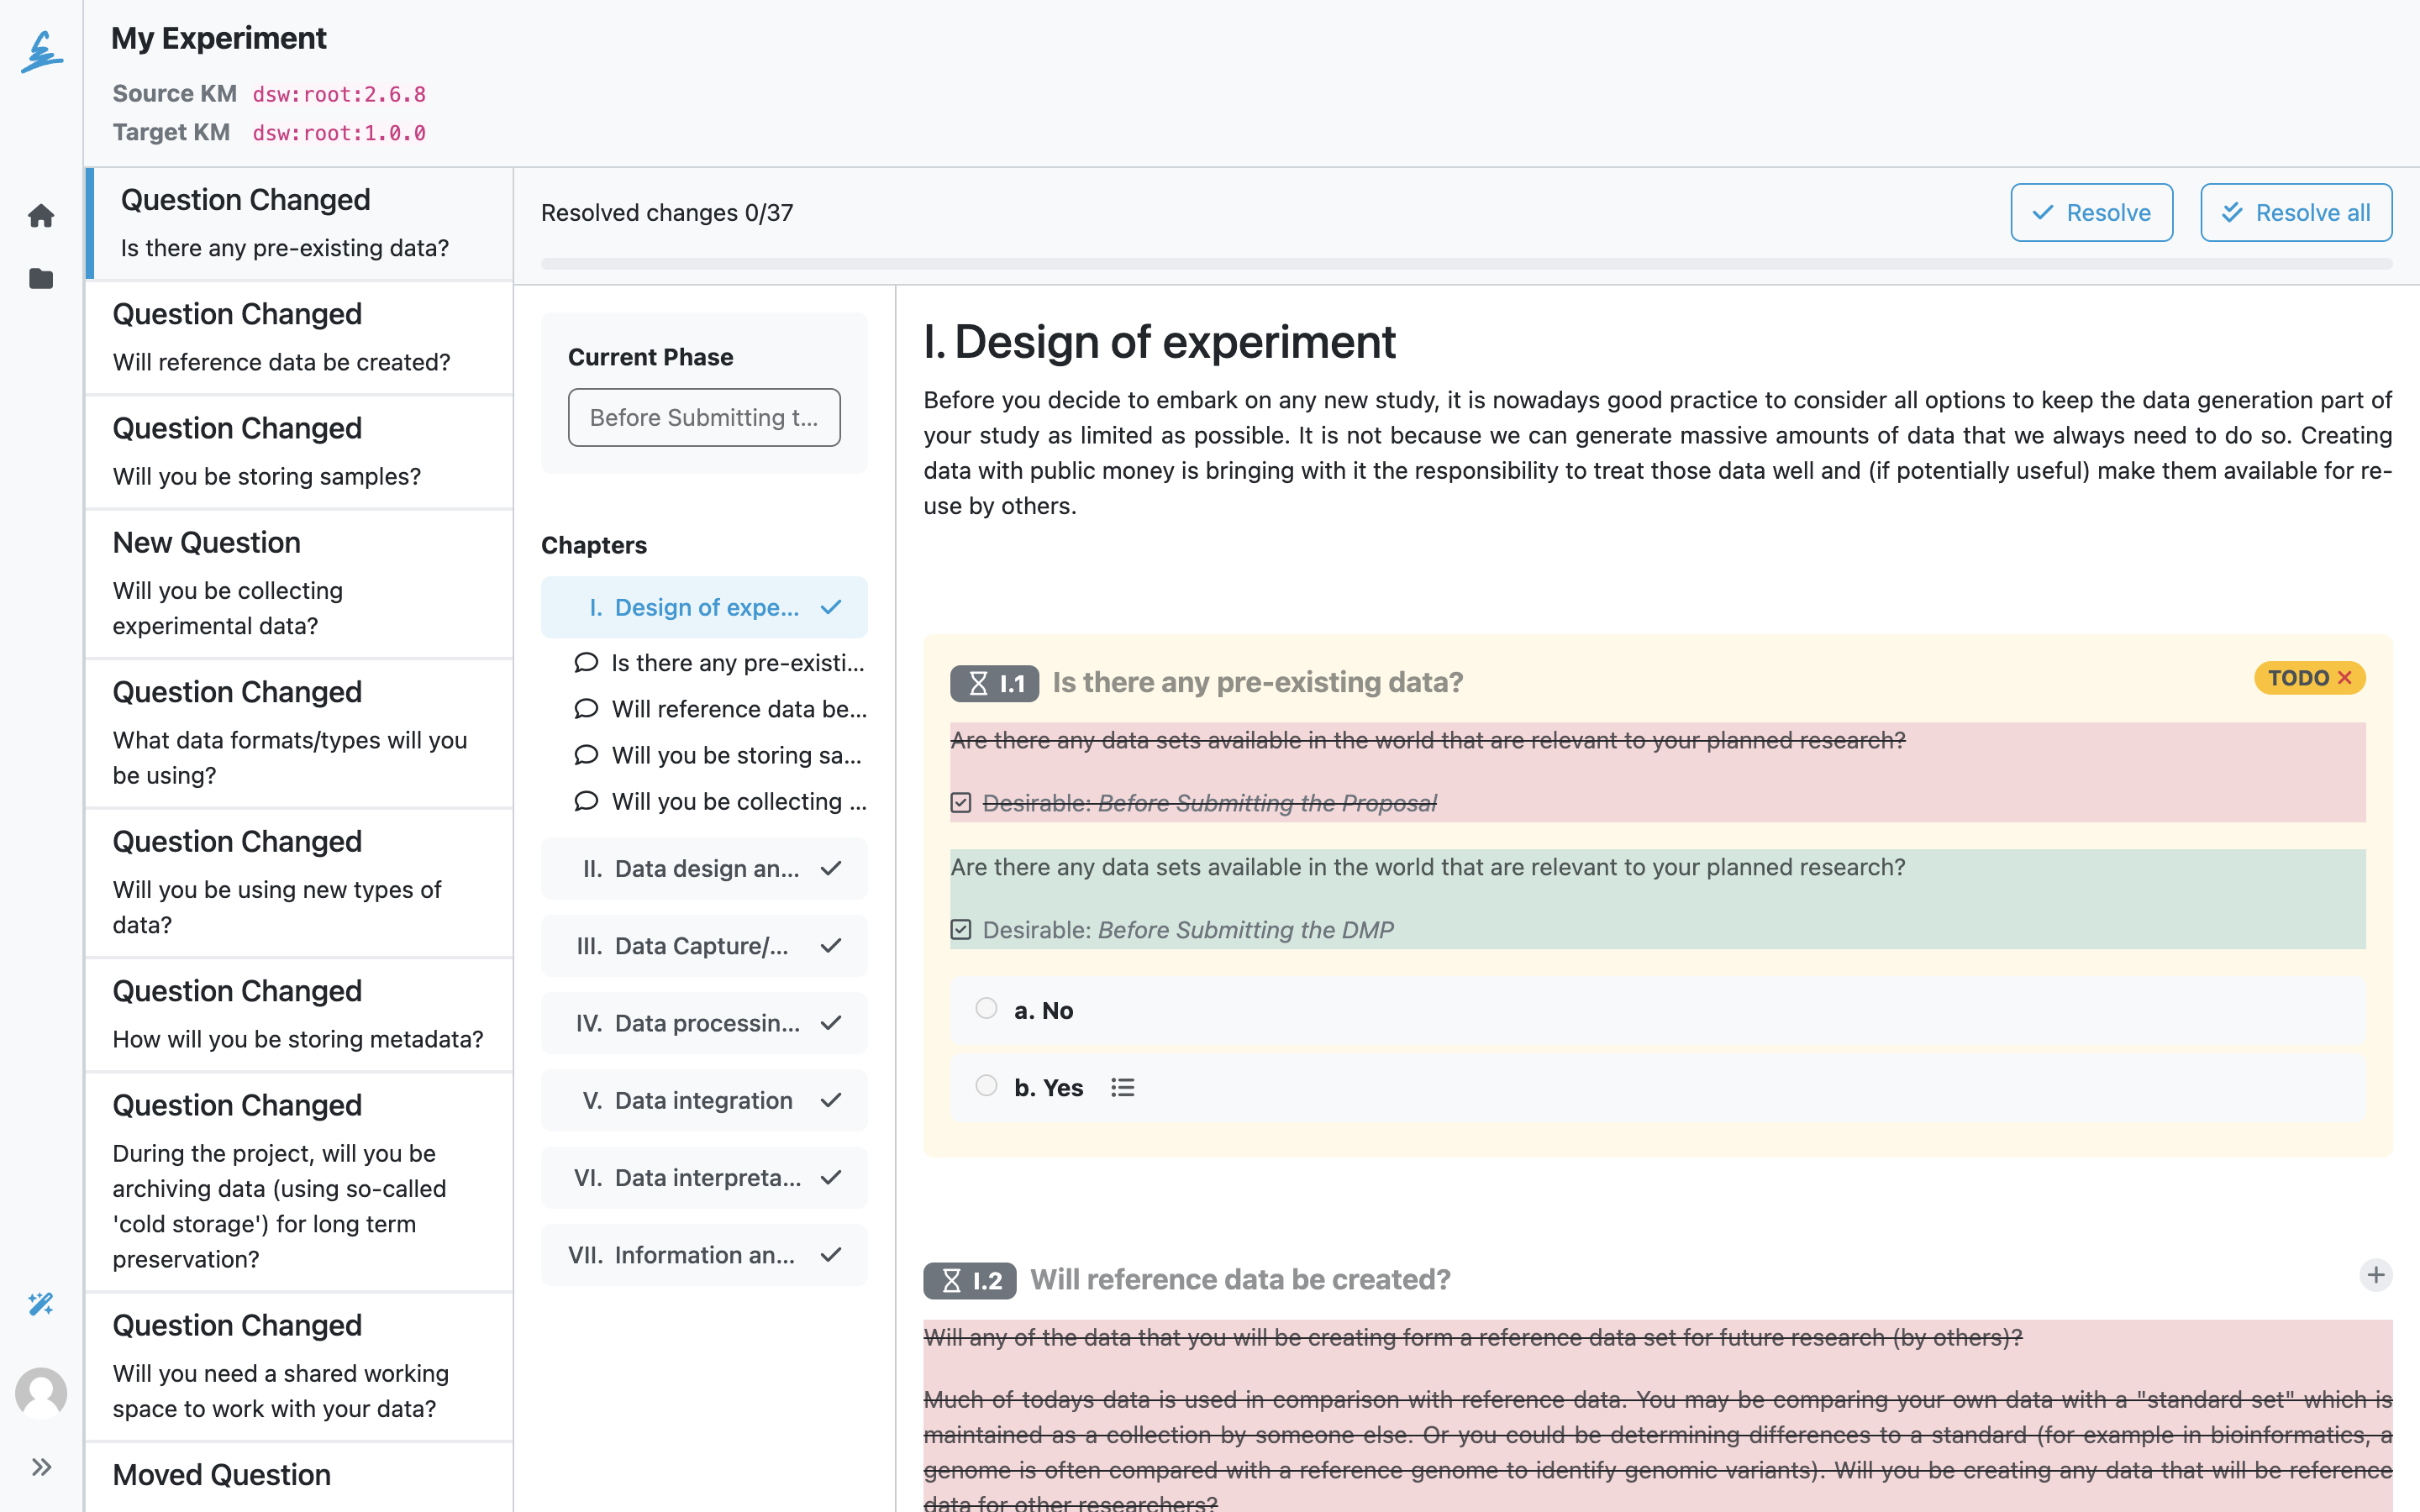 My Experiment
Source KM dsw:root:2.6.8
Target KM dsw:root:1.0.0
Question Changed
Is there any pre-existing data?
Question Changed
Will reference data be created?
Question Changed
Will you be storing samples?
New Question
Will you be collecting
experimental data?
Question Changed
What data formats/types will you
be using?
Question Changed
Will you be using new types of
data?
Question Changed
How will you be storing metadata?
Question Changed
During the project, will you be
archiving data (using so-called
'cold storage') for long term
preservation?
Question Changed
Will you need a shared working
space to work with your data?
Moved Question
Resolved changes 0/37
Resolve
Resolve all
Current Phase
Before Submitting t...
Chapters
I. Design of expe...
Is there any pre-existi...
Will reference data be...
Will you be storing sa...
Will you be collecting ...
II. Data design an...
III. Data Capture/...
IV. Data processin...
V. Data integration
VI. Data interpreta...
VII. Information an...
I. Design of experiment
Before you decide to embark on any new study, it is nowadays good practice to consider all options to keep the data generation part of
your study as limited as possible. It is not because we can generate massive amounts of data that we always need to do so. Creating
data with public money is bringing with it the responsibility to treat those data well and (if potentially useful) make them available for re-
use by others.
I.1 Is there any pre-existing data?
TODO
Are there any data sets available in the world that are relevant to your planned research?
Desirable: Before Submitting the Proposal
Are there any data sets available in the world that are relevant to your planned research?
Desirable: Before Submitting the DMP
a. No
b. Yes
I.2 Will reference data be created?
Will any of the data that you will be creating form a reference data set for future research (by others)?
Much of todays data is used in comparison with reference data. You may be comparing your own data with a "standard set" which is
maintained as a collection by someone else. Or you could be determining differences to a standard (for example in bioinformatics, a
genome is often compared with a reference genome to identify genomic variants). Will you be creating any data that will be reference
data for other researchers?